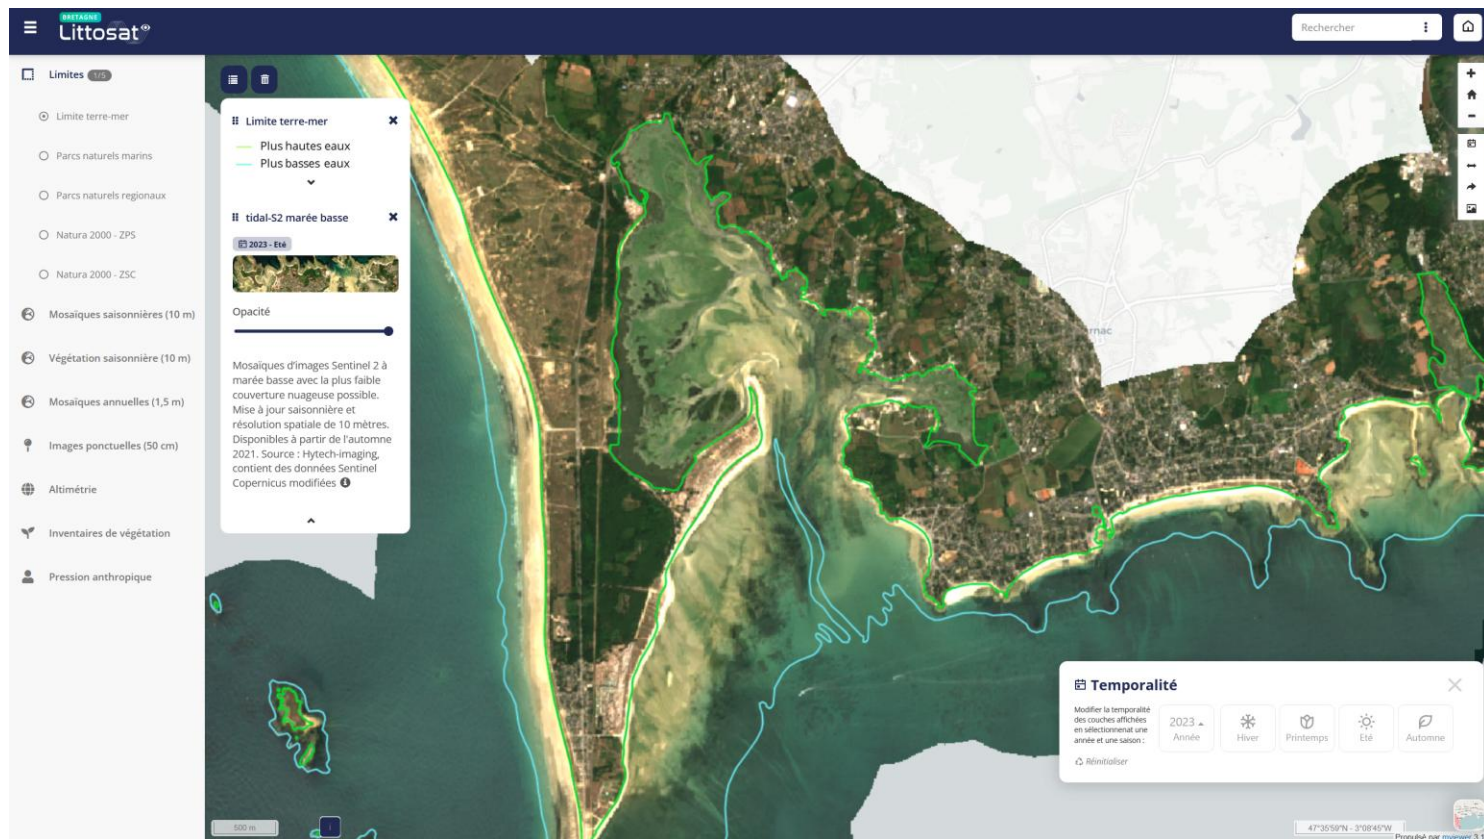 BRETAGNE
Littosat
Rechercher
Limites 1/5
Limite terre-mer
Parcs naturels marins
Parcs naturels regionaux
Natura 2000 - ZPS
Natura 2000 - ZSC
Mosaïques saisonnières (10 m)
Végétation saisonnière (10 m)
Mosaïques annuelles (1,5 m)
Images ponctuelles (50 cm)
Altimétrie
Inventaires de végétation
Pression anthropique
Limite terre-mer
Plus hautes eaux
Plus basses eaux
tidal-S2 marée basse
2023 - Eté
Opacité
Mosaïques d'images Sentinel 2 à
marée basse avec la plus faible
couverture nuageuse possible.
Mise à jour saisonnière et
résolution spatiale de 10 mètres.
Disponibles à partir de l'automne
2021. Source : Hytech-imaging,
contient des données Sentinel
Copernicus modifiées
rnac
Temporalité
Modifier la temporalité
des couches affichées
en sélectionnenat une
année et une saison :
Réinitialiser
2023
Année
Hiver
Printemps
Eté
Automne
500 m
i
47°35'59"N - 3°08'45"W
Propulsé par